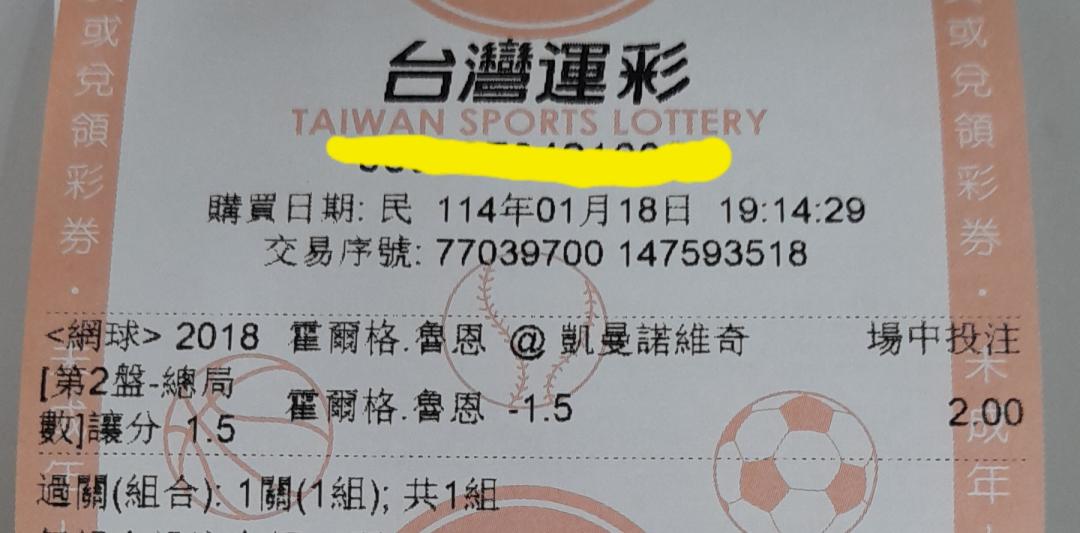 台灣運彩
TAIWAN SPORTS LOTTERY
購買日期: 民 114年01月18日 19:14:29
交易序號: 77039700 147593518
<網球> 2018 霍爾格.魯恩 @ 凱曼諾維奇 場中投注
[第2盤-總局
數]讓分 1.5 霍爾格.魯恩 -1.5 2.00
過關(組合): 1關(1組); 共1組
或兌領彩券·未成年
或兌領彩券·未成年